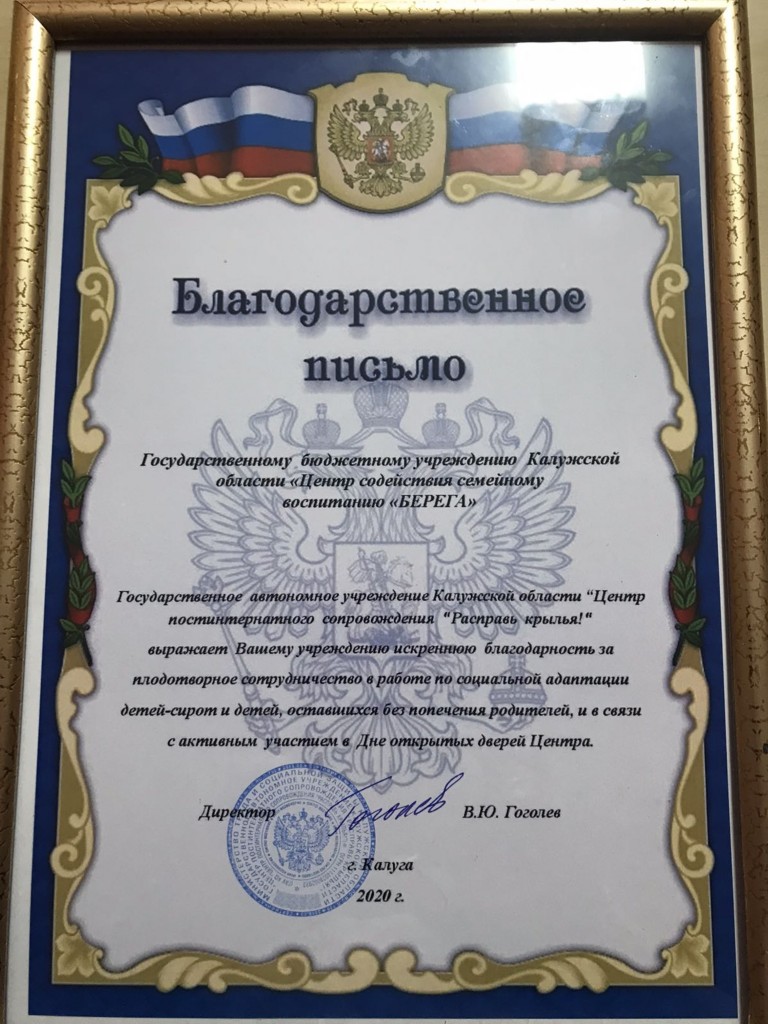 Благодарственное
письмо
Государственному бюджетному учреждению Калужской
области «Центр содействия семейному
воспитанию «БЕРЕГА»
Государственное автономное учреждение Калужской области "Центр
постинтернатного сопровождения "Расправь крылья!"
выражает Вашему учреждению искреннюю благодарность за
плодотворное сотрудничество в работе по социальной адаптации
детей-сирот и детей, оставшихся без попечения родителей, и в связи
с активным участием в Дне открытых дверей Центра.
Директор Гоголев В.Ю. Гоголев
г. Калуга
2020 г.